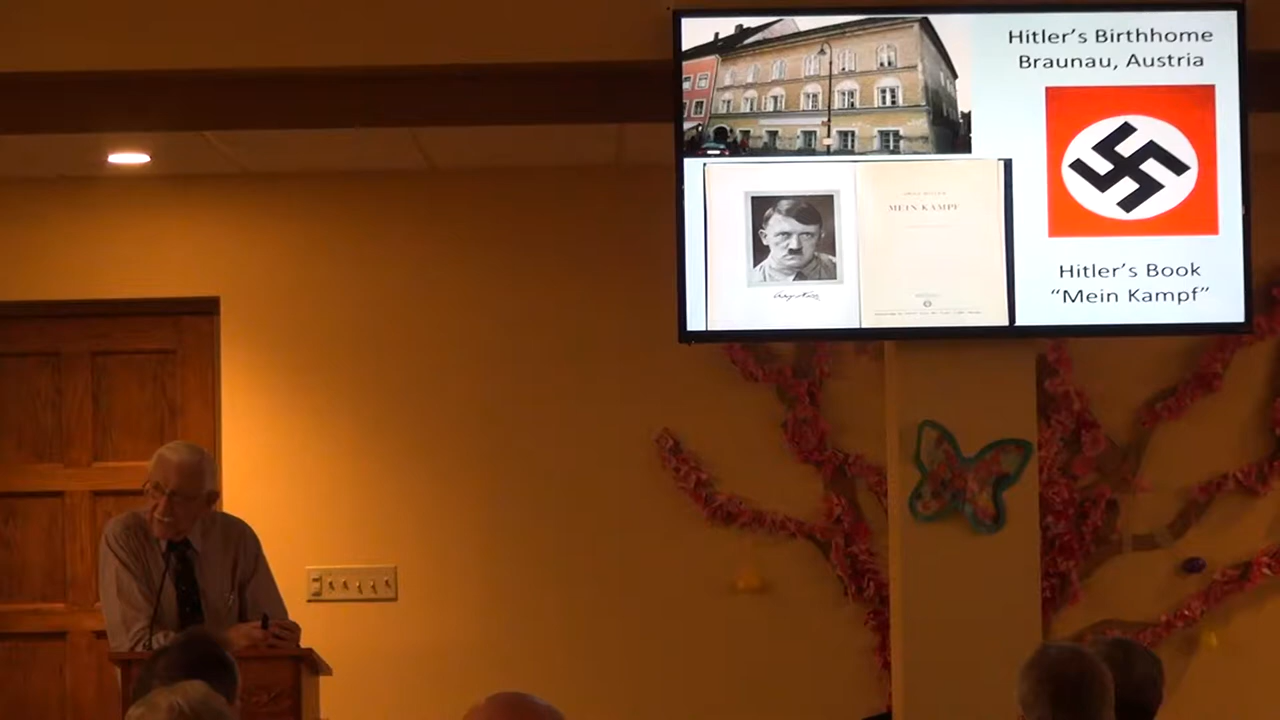 Hitler's Birthhome
Braunau, Austria
MEIN KAMPF
Hitler's Book
“Mein Kampf”